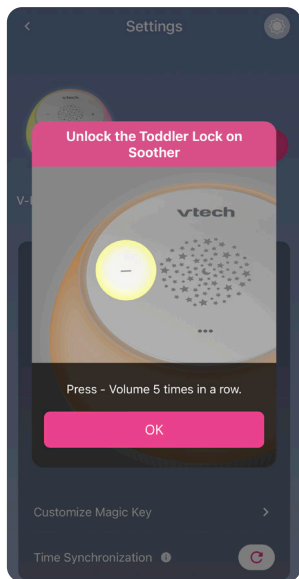 Settings
vtech
Unlock the Toddler Lock on
Soother
vtech
Press - Volume 5 times in a row.
OK
Customize Magic Key
Time Synchronization